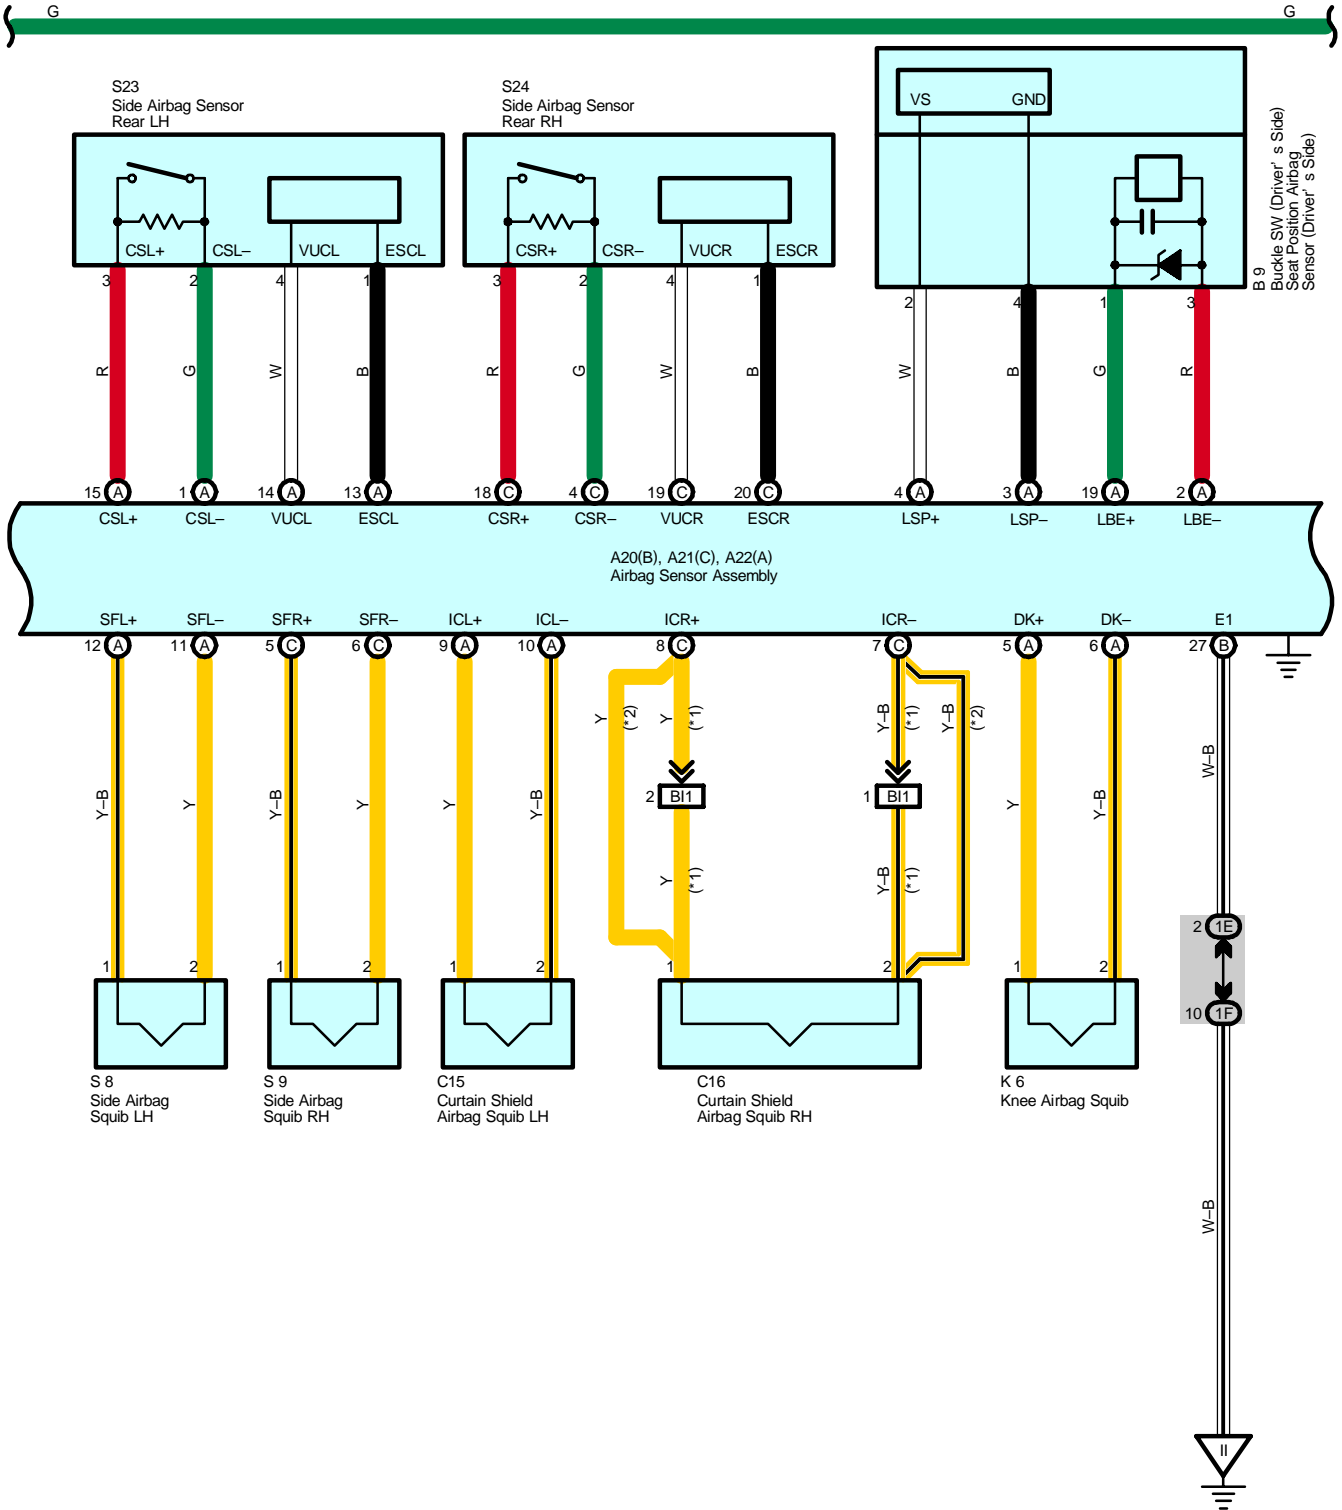 G G
S23
Side Airbag Sensor
Rear LH
S24
Side Airbag Sensor
Rear RH
VS GND
B 9
Buckle SW (Driver' s Side)
Seat Position Airbag
Sensor (Driver' s Side)
CSL+ CSL– VUCL ESCL CSR+ CSR– VUCR ESCR
3 2 4 1 3 2 4 1 2 4 1 3
R G W B R G W B W B G R
15 A 1 A 14 A 13 A 18 C 4 C 19 C 20 C 4 A 3 A 19 A 2 A
CSL+ CSL– VUCL ESCL CSR+ CSR– VUCR ESCR LSP+ LSP– LBE+ LBE–
A20(B), A21(C), A22(A)
Airbag Sensor Assembly
SFL+ SFL– SFR+ SFR– ICL+ ICL– ICR+ ICR– DK+ DK– E1
12 A 11 A 5 C 6 C 9 A 10 A 8 C 7 C 5 A 6 A 27 B
Y (*2) Y (*1) Y–B (*1) Y–B (*2) W–B
Y–B Y Y–B Y Y Y–B 2 BI1 1 BI1 Y Y–B
Y (*1) Y–B (*1)
2 1E
1 2 1 2 1 2 1 2 1 2
10 1F
S 8
Side Airbag
Squib LH
S 9
Side Airbag
Squib RH
C15
Curtain Shield
Airbag Squib LH
C16
Curtain Shield
Airbag Squib RH
K 6
Knee Airbag Squib
W–B
II